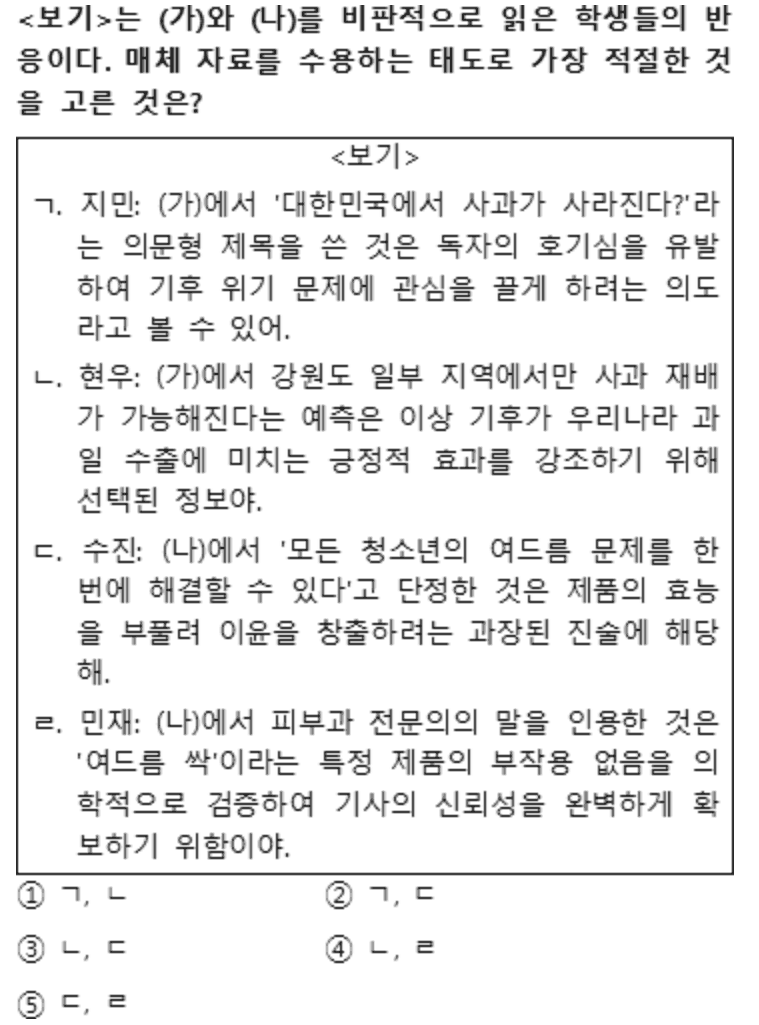 <보기>는 (가)와 (나)를 비판적으로 읽은 학생들의 반
응이다. 매체 자료를 수용하는 태도로 가장 적절한 것
을 고른 것은?
<보기>
ㄱ. 지민: (가)에서 '대한민국에서 사과가 사라진다?'라
는 의문형 제목을 쓴 것은 독자의 호기심을 유발
하여 기후 위기 문제에 관심을 끌게 하려는 의도
라고 볼 수 있어.
ㄴ. 현우: (가)에서 강원도 일부 지역에서만 사과 재배
가 가능해진다는 예측은 이상 기후가 우리나라 과
일 수출에 미치는 긍정적 효과를 강조하기 위해
선택된 정보야.
ㄷ. 수진: (나)에서 '모든 청소년의 여드름 문제를 한
번에 해결할 수 있다'고 단정한 것은 제품의 효능
을 부풀려 이윤을 창출하려는 과장된 진술에 해당
해.
ㄹ. 민재: (나)에서 피부과 전문의의 말을 인용한 것은
'여드름 싹'이라는 특정 제품의 부작용 없음을 의
학적으로 검증하여 기사의 신뢰성을 완벽하게 확
보하기 위함이야.
① ㄱ, ㄴ ② ㄱ, ㄷ
③ ㄴ, ㄷ ④ ㄴ, ㄹ
⑤ ㄷ, ㄹ